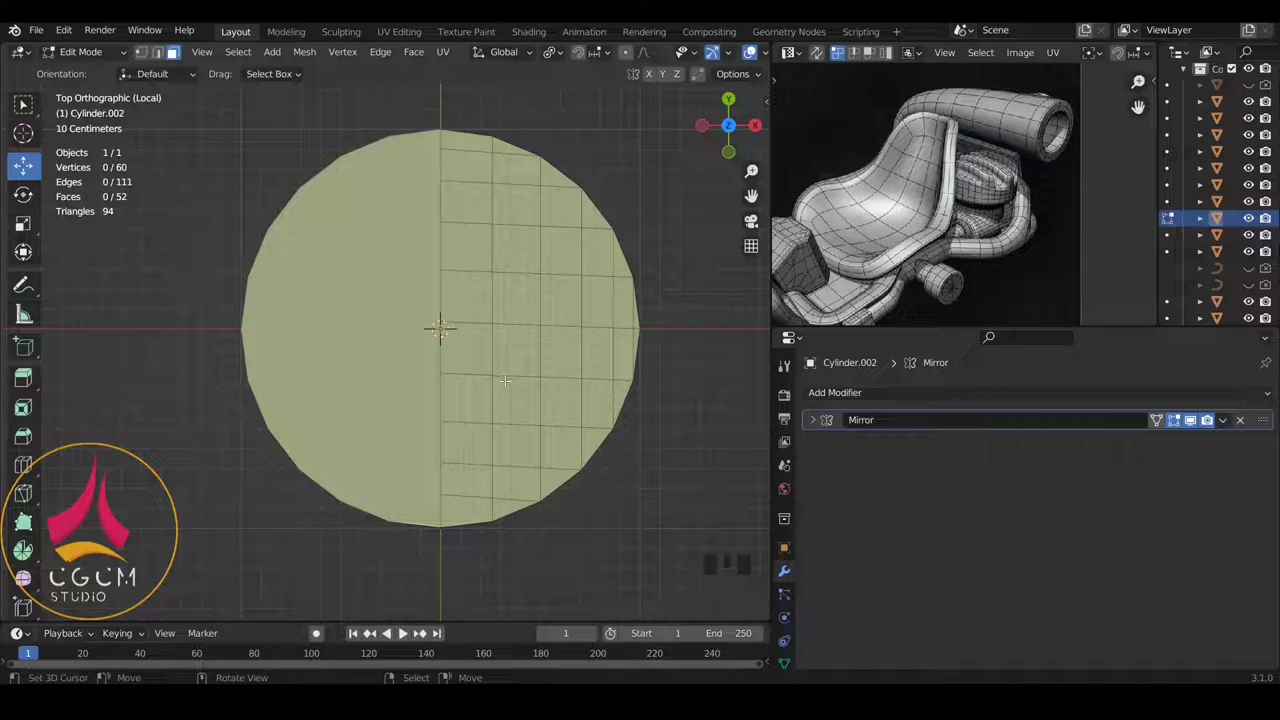 File Edit Render Window Help Layout Modeling Sculpting UV Editing Texture Paint Shading Animation Rendering Compositing Geometry Nodes Scripting Scene ViewLayer
Edit Mode View Select Add Mesh Vertex Edge Face UV Global View Select Image UV
Orientation: Default Drag: Select Box X Y Z Options
Co
Top Orthographic (Local)
(1) Cylinder.002
10 Centimeters
Objects 1/1
Vertices 0/60
Edges 0/111
Faces 0/52
Triangles 94
Y
Z X
Cylinder.002 Mirror
Add Modifier
Mirror
CGCM
STUDIO
Playback Keying View Marker 1 Start 1 End 250
1 20 40 60 80 100 120 140 160 180 200 220 240
Set 3D Cursor Move Rotate View Select Move 3.1.0